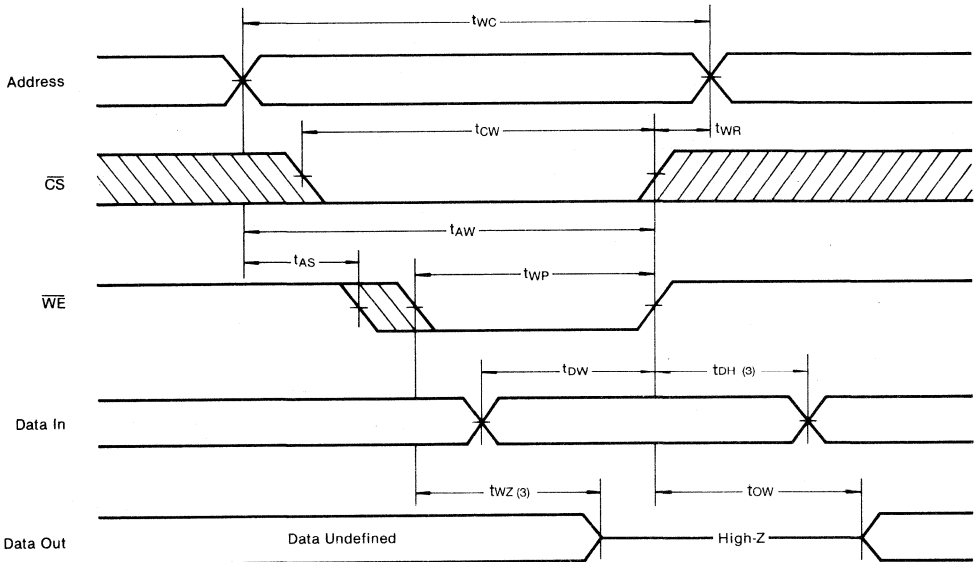 tWC
Address
tCW
tWR
CS
tAW
tAS
tWP
WE
tDW
tDH (3)
Data In
tWZ (3)
tOW
Data Out
Data Undefined
High-Z